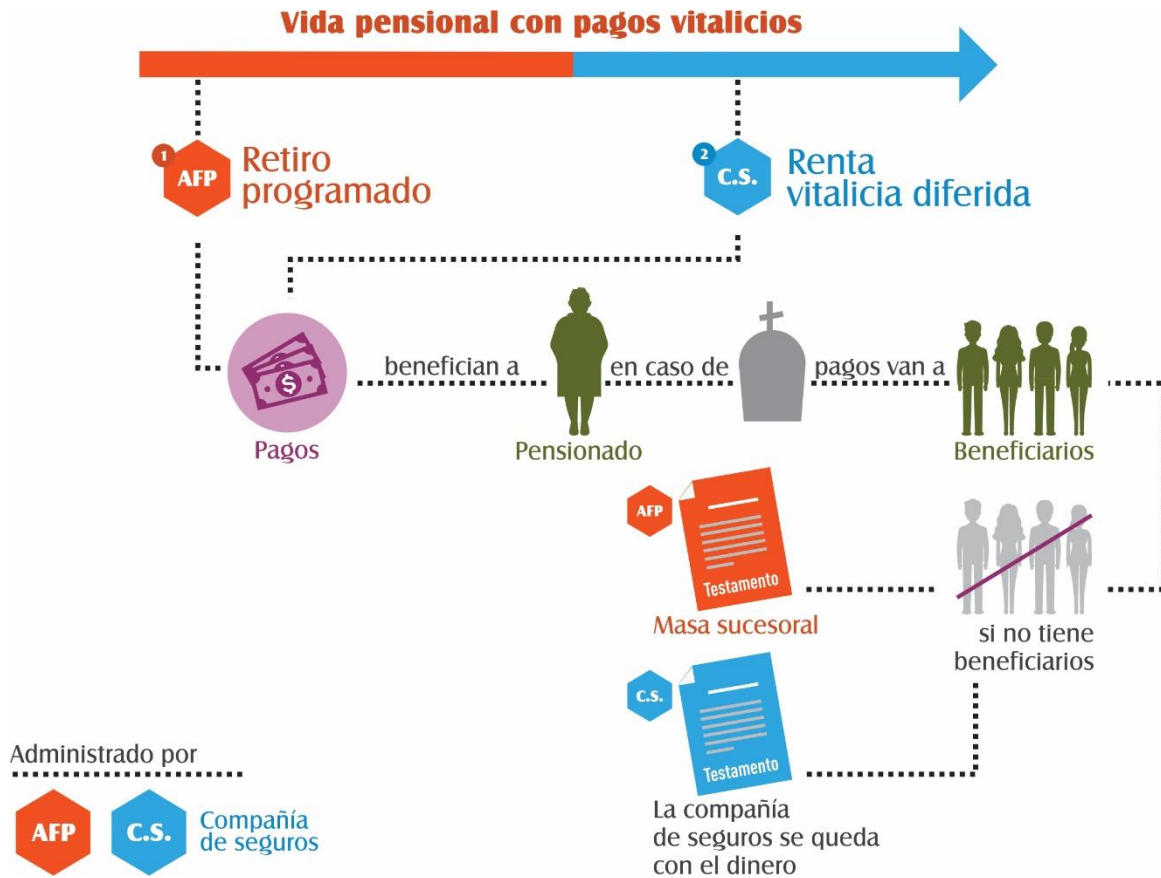 Vida pensional con pagos vitalicios
1
AFP
Retiro
programado
2
C.S.
Renta
vitalicia diferida
$
Pagos
benefician a
Pensionado
en caso de
pagos van a
Beneficiarios
AFP
Testamento
Masa sucesoral
si no tiene
beneficiarios
C.S.
Testamento
La compañía
de seguros se queda
con el dinero
Administrado por
AFP
C.S.
Compañía
de seguros